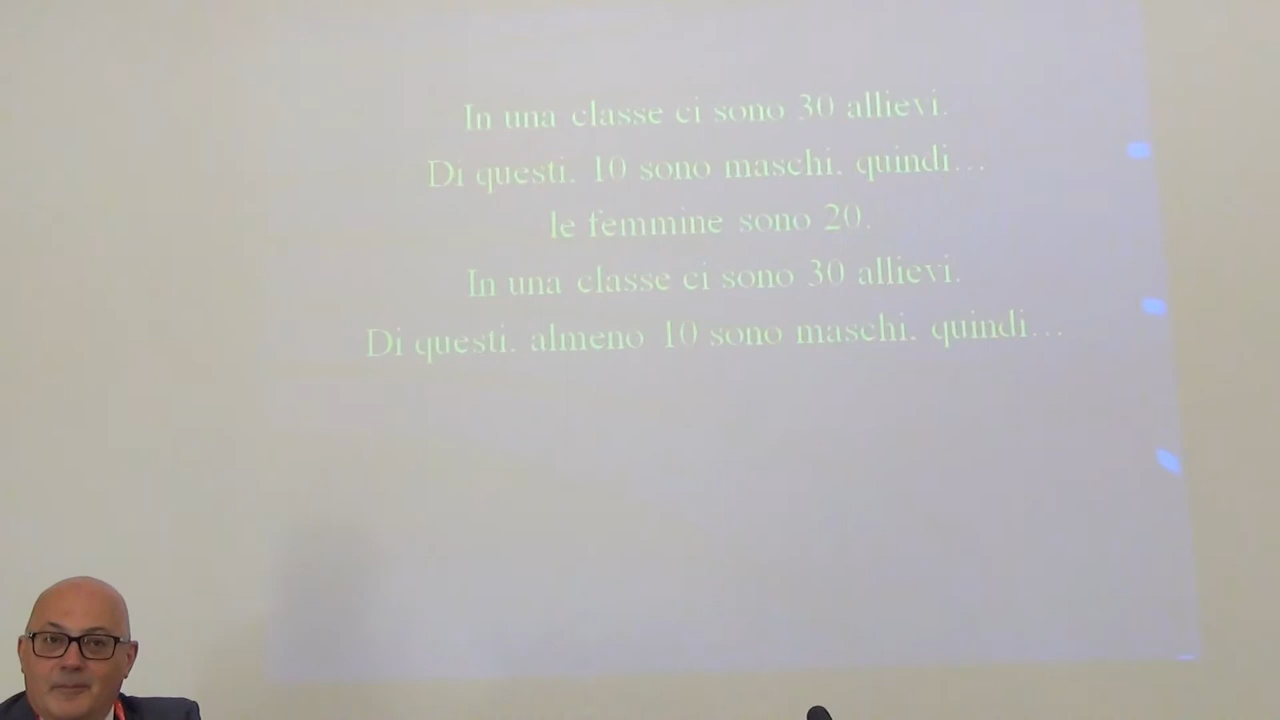 In una classe ci sono 30 allievi.
Di questi, 10 sono maschi, quindi…
le femmine sono 20.
In una classe ci sono 30 allievi.
Di questi, almeno 10 sono maschi, quindi…